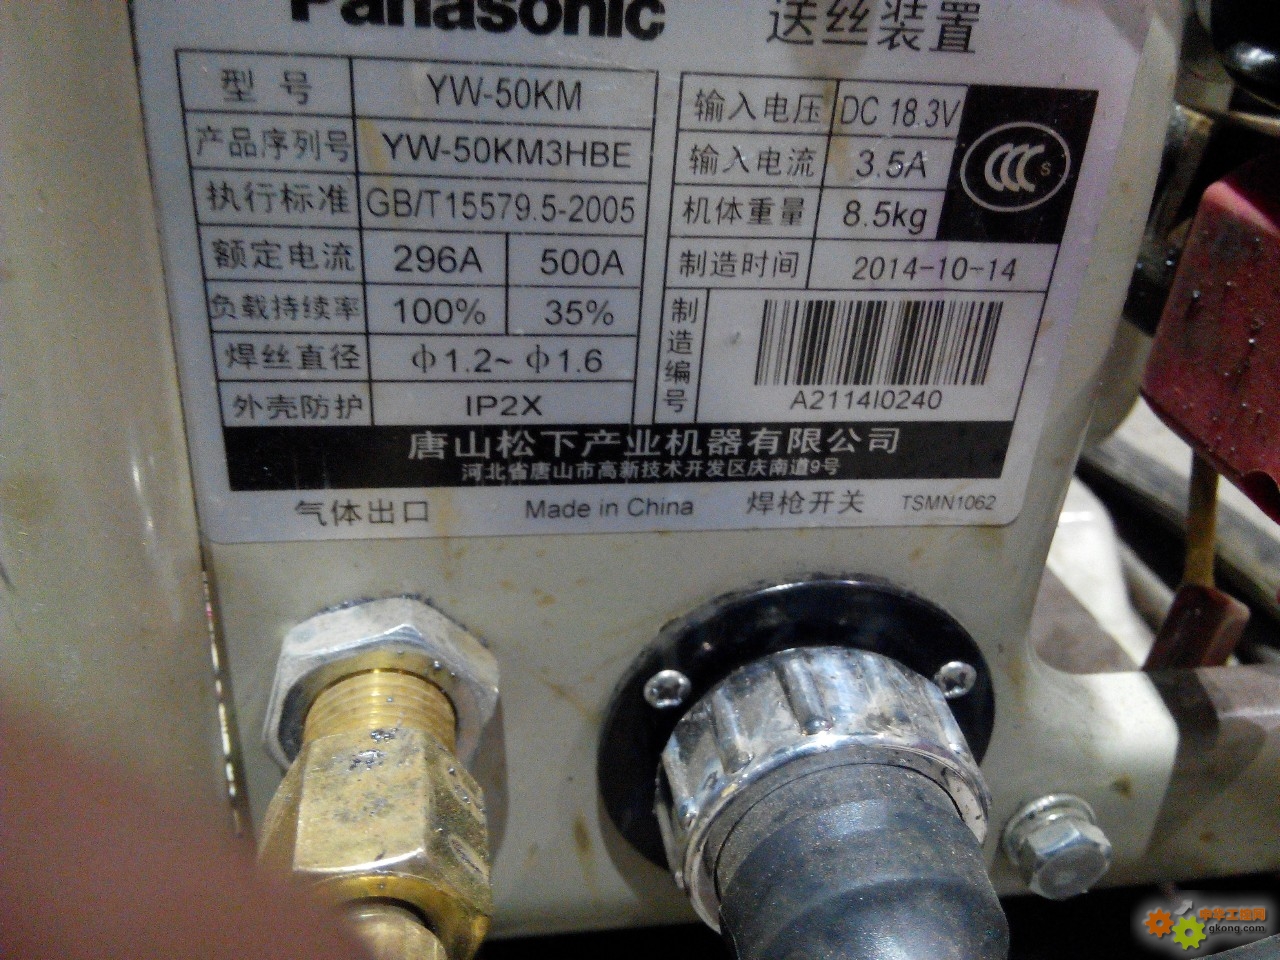 Panasonic 送丝装置
型号 YW-50KM
产品序列号 YW-50KM3HBE
执行标准 GB/T15579.5-2005
额定电流 296A 500A
负载持续率 100% 35%
焊丝直径 ф1.2~ ф1.6
外壳防护 IP2X
输入电压 DC 18.3V
输入电流 3.5A
机体重量 8.5kg
CCC S
制造时间 2014-10-14
制造编号 A2114I0240
唐山松下产业机器有限公司
河北省唐山市高新技术开发区庆南道9号
气体出口 Made in China 焊枪开关 TSMN1062
中华工控网
gkong.com